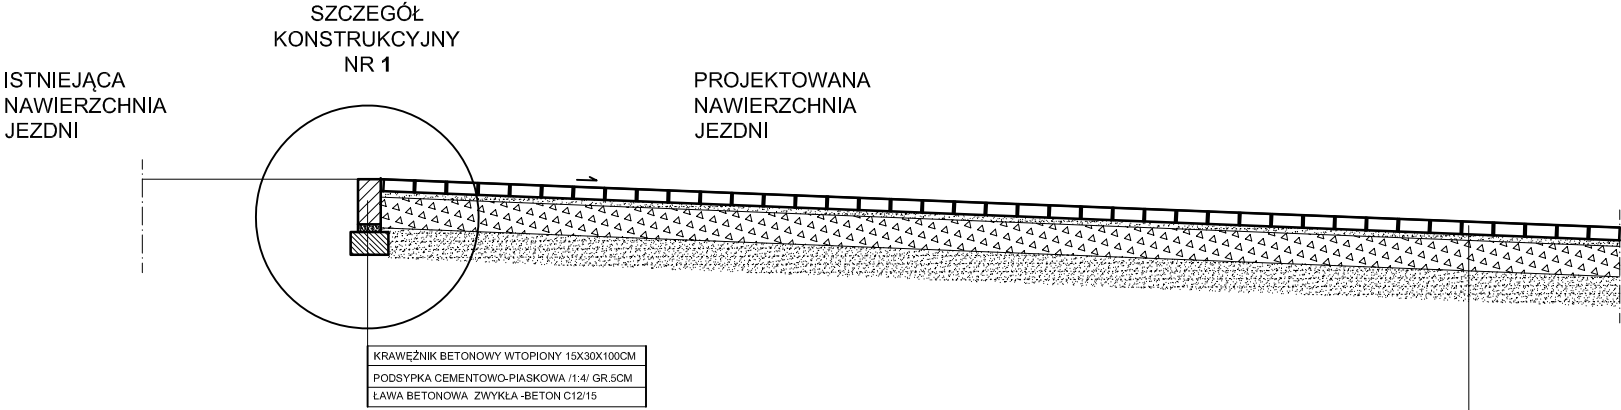 SZCZEGÓŁ
KONSTRUKCYJNY
NR 1
ISTNIEJĄCA
NAWIERZCHNIA
JEZDNI
PROJEKTOWANA
NAWIERZCHNIA
JEZDNI
KRAWĘŻNIK BETONOWY WTOPIONY 15X30X100CM
PODSYPKA CEMENTOWO-PIASKOWA /1:4/ GR.5CM
ŁAWA BETONOWA ZWYKŁA -BETON C12/15